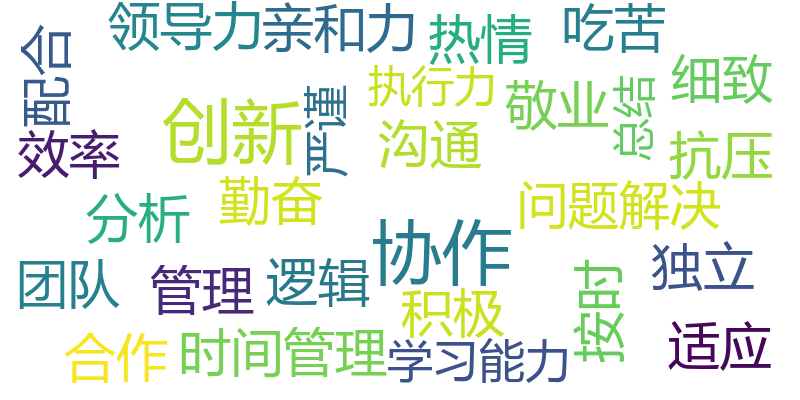 领导力
亲和力
热情
吃苦
配合
细致
执行力
敬业
总结
创新
严谨
沟通
抗压
效率
勤奋
问题解决
分析
协作
独立
团队
管理
逻辑
积极
按时
合作
时间管理
学习能力
适应